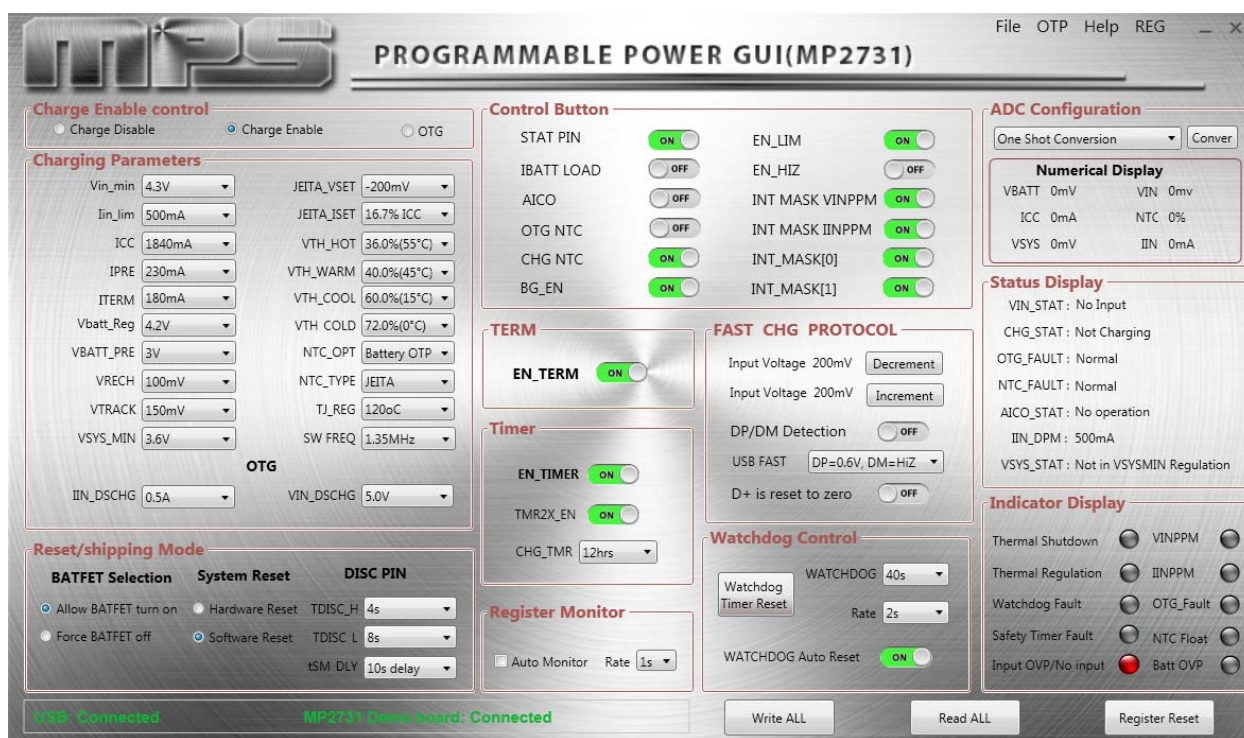 MPS
PROGRAMMABLE POWER GUI(MP2731)
File OTP Help REG
Charge Enable control
Charge Disable Charge Enable OTG
Charging Parameters
Vin_min 4.3V JEITA_VSET -200mV
Iin_lim 500mA JEITA_ISET 16.7% ICC
ICC 1840mA VTH_HOT 36.0%(55°C)
IPRE 230mA VTH_WARM 40.0%(45°C)
ITERM 180mA VTH_COOL 60.0%(15°C)
Vbatt_Reg 4.2V VTH COLD 72.0%(0°C)
VBATT_PRE 3V NTC_OPT Battery OTP
VRECH 100mV NTC_TYPE JEITA
VTRACK 150mV TJ_REG 120oC
VSYS_MIN 3.6V SW FREQ 1.35MHz
OTG
IIN_DSCHG 0.5A VIN_DSCHG 5.0V
Reset/shipping Mode
BATFET Selection System Reset DISC PIN
Allow BATFET turn on Hardware Reset TDISC_H 4s
Force BATFET off Software Reset TDISC L 8s
tSM DLY 10s delay
Control Button
STAT PIN ON EN_LIM ON
IBATT LOAD OFF EN_HIZ OFF
AICO OFF INT MASK VINPPM ON
OTG NTC OFF INT MASK IINPPM ON
CHG NTC ON INT_MASK[0] ON
BG_EN ON INT_MASK[1] ON
TERM
EN_TERM ON
Timer
EN_TIMER ON
TMR2X_EN ON
CHG_TMR 12hrs
Register Monitor
Auto Monitor Rate 1s
FAST CHG PROTOCOL
Input Voltage 200mV Decrement
Input Voltage 200mV Increment
DP/DM Detection OFF
USB FAST DP=0.6V, DM=HiZ
D+ is reset to zero OFF
Watchdog Control
Watchdog Timer Reset WATCHDOG 40s
Rate 2s
WATCHDOG Auto Reset ON
ADC Configuration
One Shot Conversion Conver
Numerical Display
VBATT 0mV VIN 0mv
ICC 0mA NTC 0%
VSYS 0mV IIN 0mA
Status Display
VIN_STAT : No Input
CHG_STAT : Not Charging
OTG_FAULT : Normal
NTC_FAULT : Normal
AICO_STAT : No operation
IIN_DPM : 500mA
VSYS_STAT : Not in VSYSMIN Regulation
Indicator Display
Thermal Shutdown VINPPM
Thermal Regulation IINPPM
Watchdog Fault OTG_Fault
Safety Timer Fault NTC Float
Input OVP/No input Batt OVP
USB: Connected MP2731 Demo board: Connected
Write ALL Read ALL Register Reset